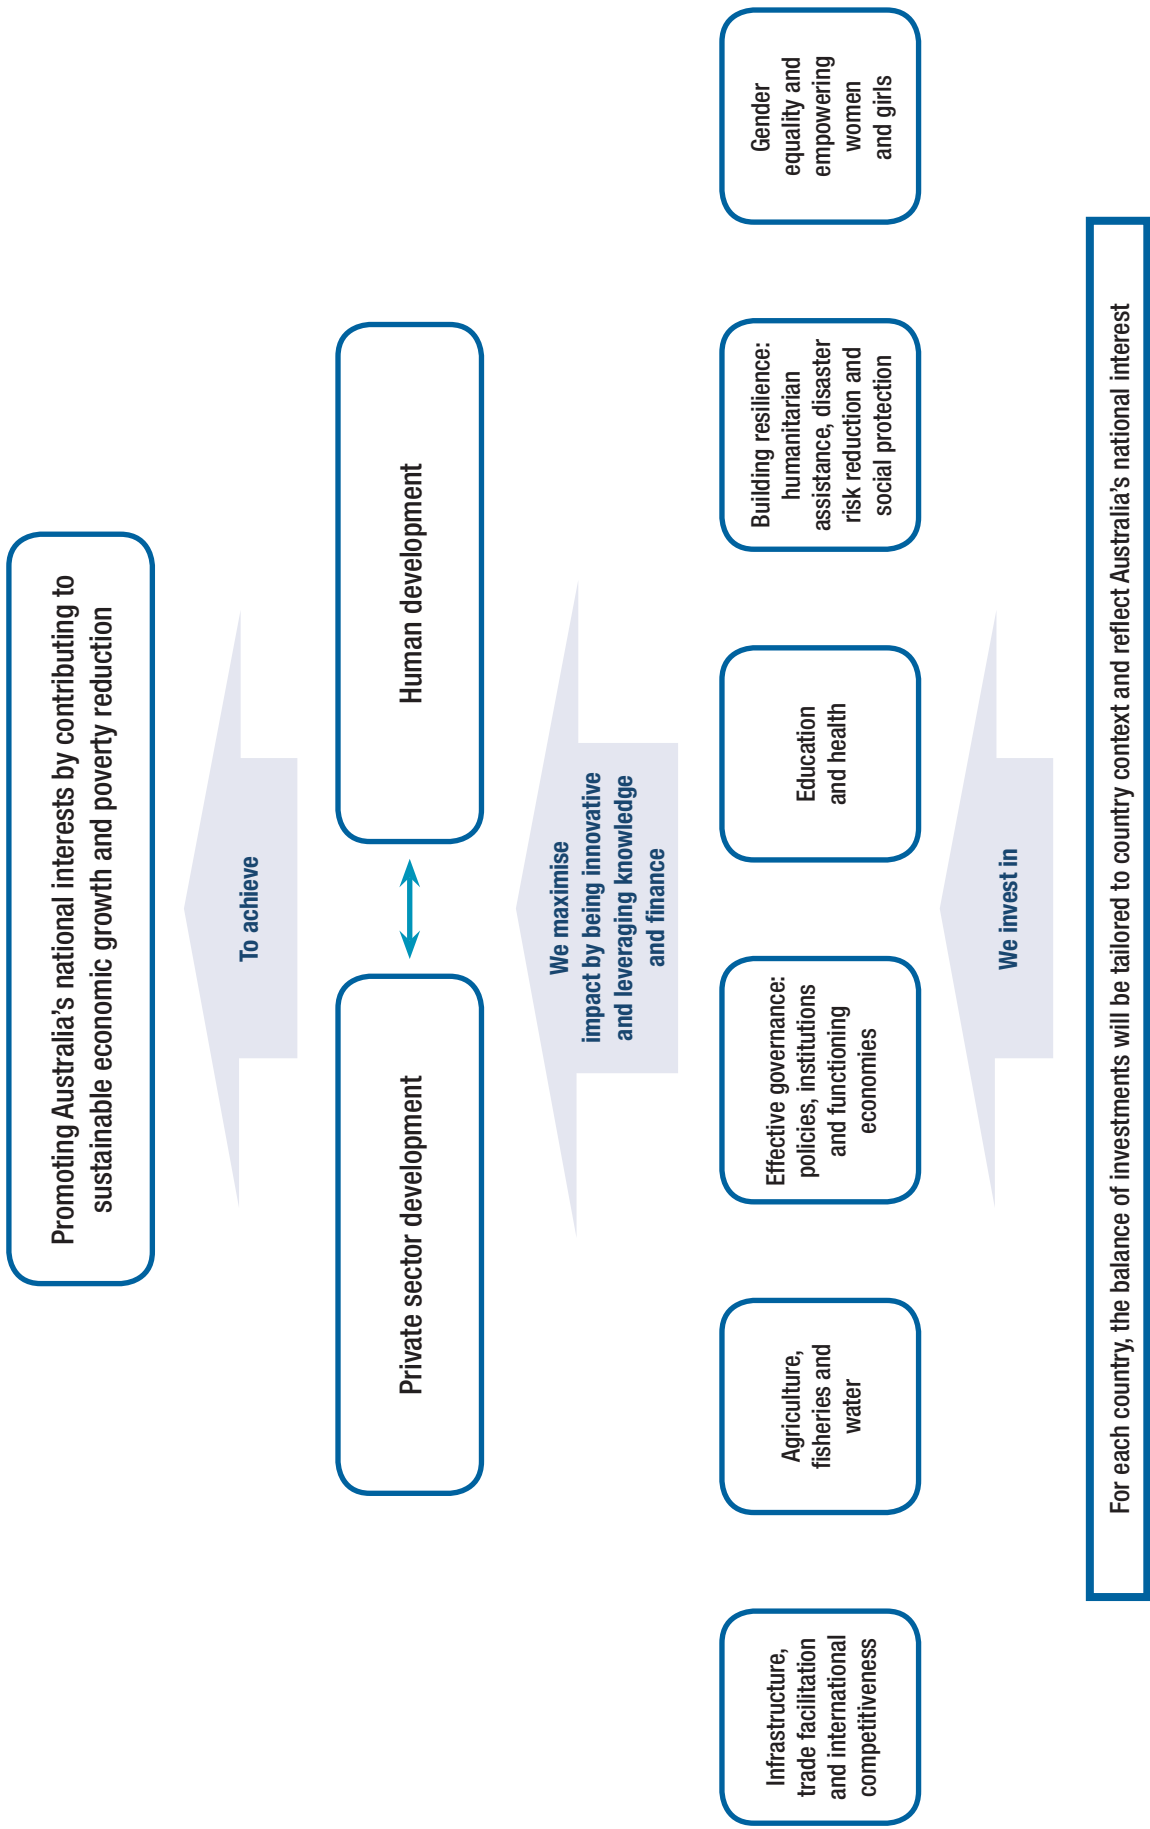 Promoting Australia's national interests by contributing to
sustainable economic growth and poverty reduction
To achieve
Private sector development
Human development
We maximise
impact by being innovative
and leveraging knowledge
and finance
Infrastructure,
trade facilitation
and international
competitiveness
Agriculture,
fisheries and
water
Effective governance:
policies, institutions
and functioning
economies
Education
and health
Building resilience:
humanitarian
assistance, disaster
risk reduction and
social protection
Gender
equality and
empowering
women
and girls
We invest in
For each country, the balance of investments will be tailored to country context and reflect Australia's national interest